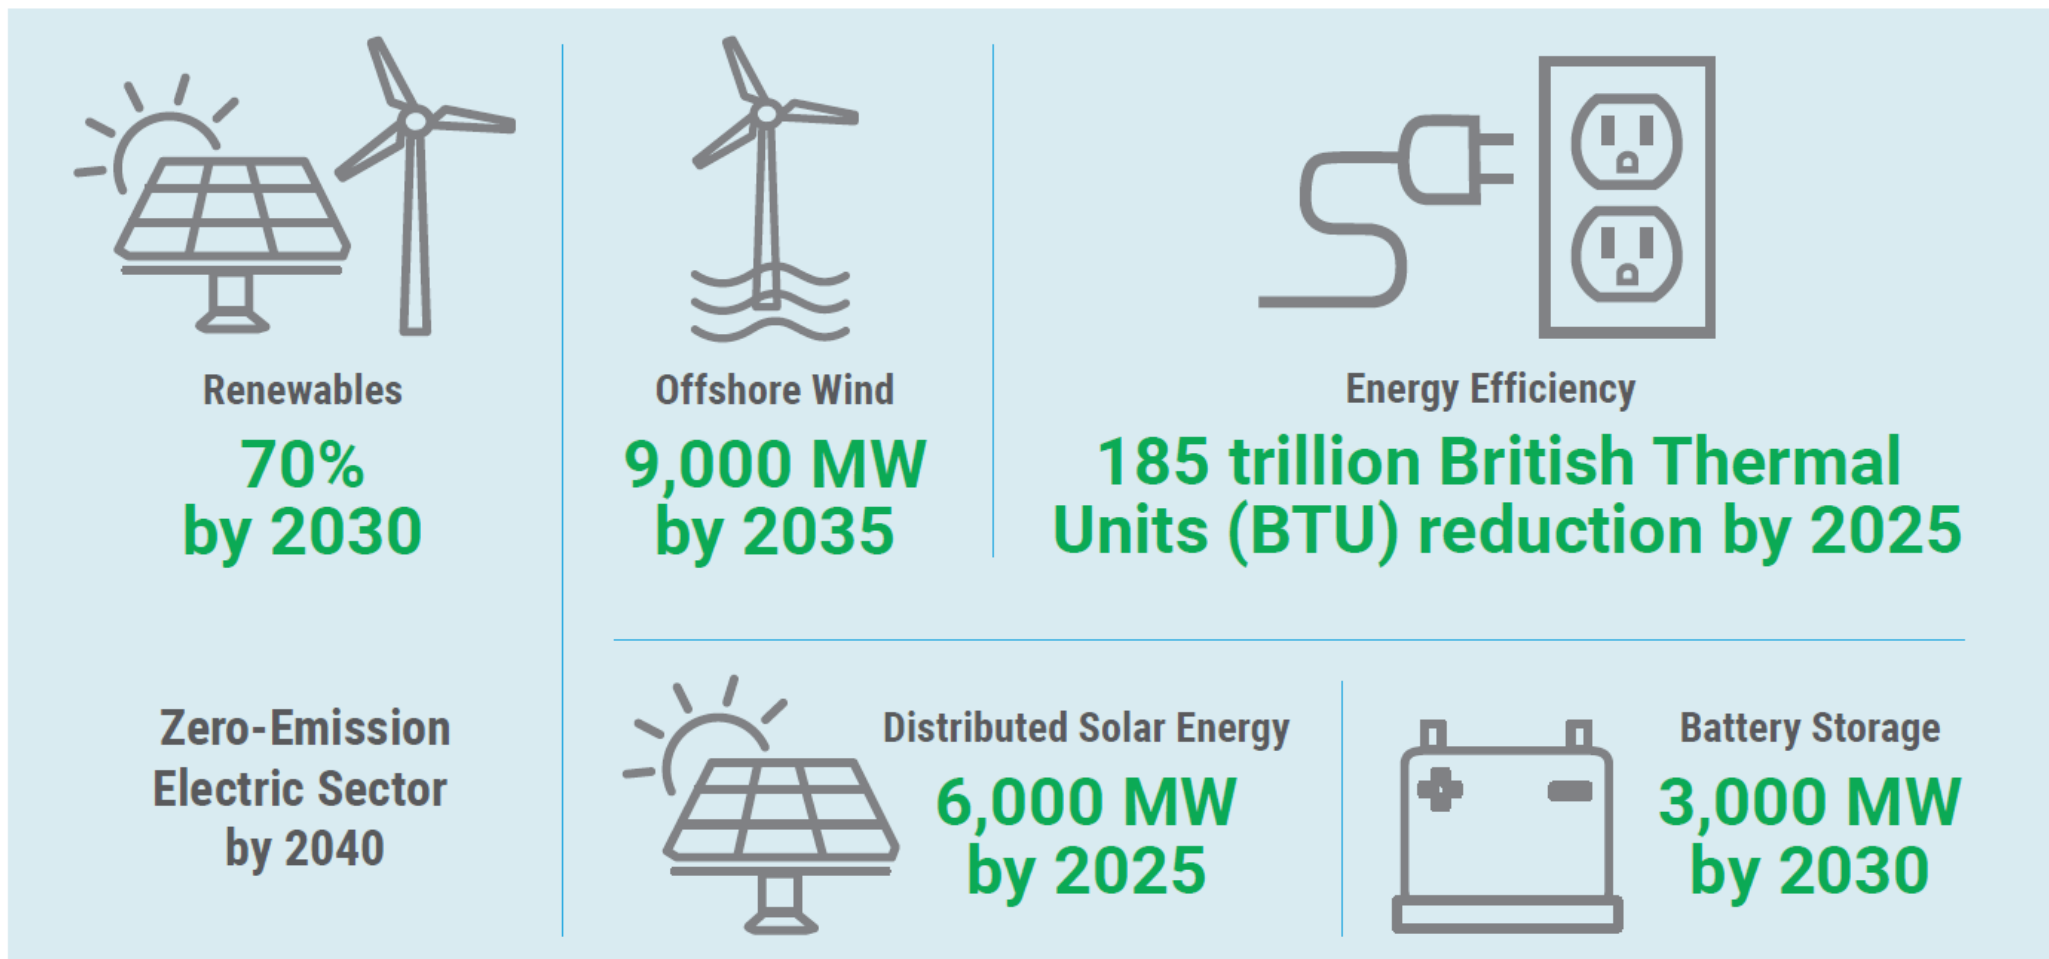 Renewables
70%
by 2030
Offshore Wind
9,000 MW
by 2035
Energy Efficiency
185 trillion British Thermal
Units (BTU) reduction by 2025
Zero-Emission
Electric Sector
by 2040
Distributed Solar Energy
6,000 MW
by 2025
Battery Storage
3,000 MW
by 2030